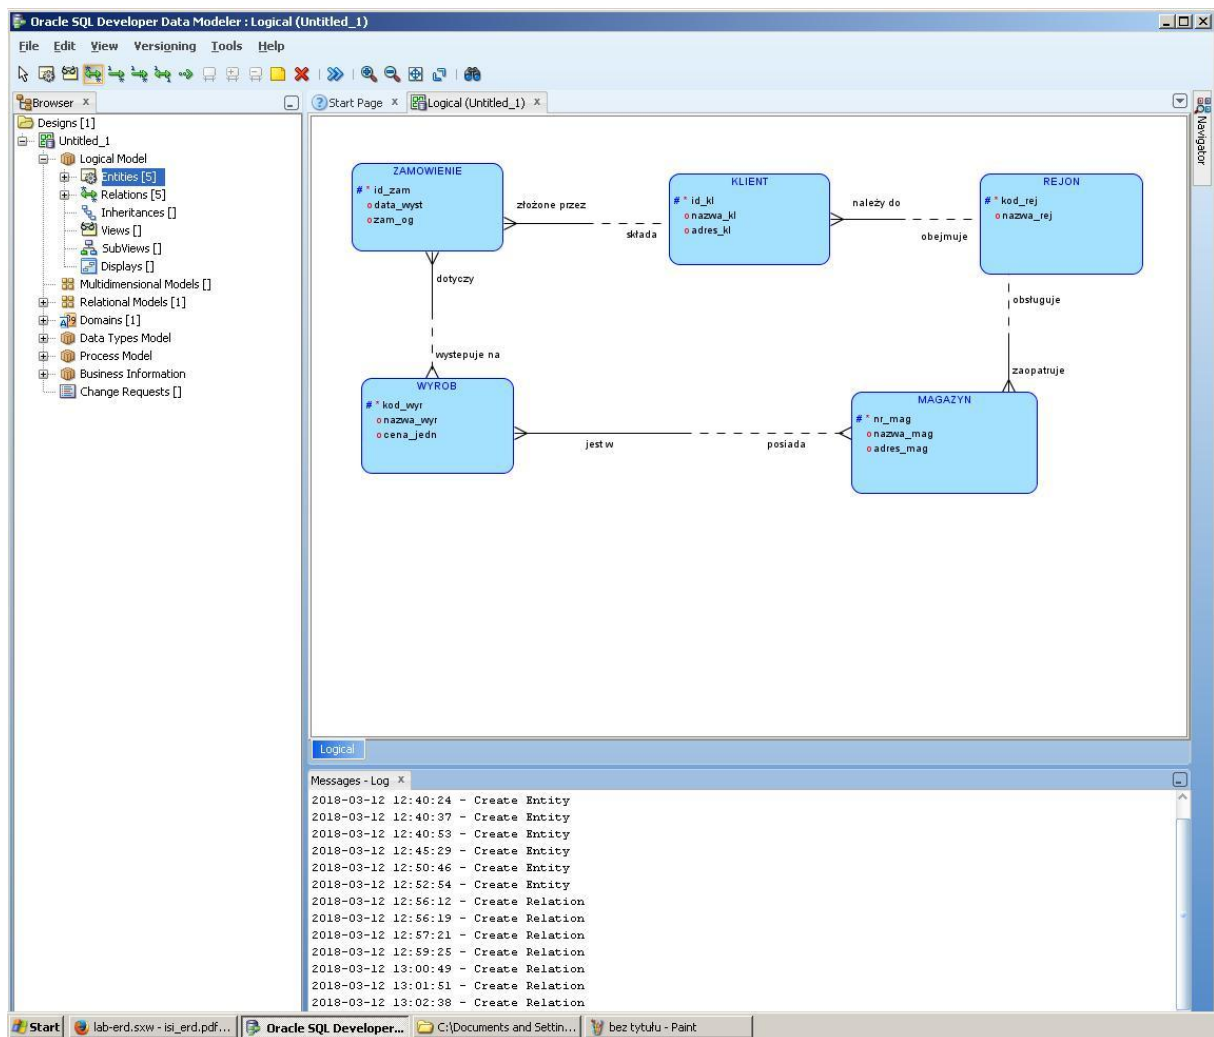 Oracle SQL Developer Data Modeler : Logical (Untitled_1)
File Edit View Versioning Tools Help
Browser x
Start Page x
Logical (Untitled_1) x
Navigator
Designs [1]
Untitled_1
Logical Model
Entities [5]
Relations [5]
Inheritances []
Views []
SubViews []
Displays []
Multidimensional Models []
Relational Models [1]
Domains [1]
Data Types Model
Process Model
Business Information
Change Requests []
ZAMOWIENIE
# * id_zam
o data_wyst
o zam_og
złożone przez
składa
KLIENT
# * id_kl
o nazwa_kl
o adres_kl
należy do
obejmuje
REJON
# * kod_rej
o nazwa_rej
dotyczy
wystepuje na
obsługuje
zaopatruje
WYROB
# * kod_wyr
o nazwa_wyr
o cena_jedn
jest w
posiada
MAGAZYN
# * nr_mag
o nazwa_mag
o adres_mag
Logical
Messages - Log x
2018-03-12 12:40:24 - Create Entity
2018-03-12 12:40:37 - Create Entity
2018-03-12 12:40:53 - Create Entity
2018-03-12 12:45:29 - Create Entity
2018-03-12 12:50:46 - Create Entity
2018-03-12 12:52:54 - Create Entity
2018-03-12 12:56:12 - Create Relation
2018-03-12 12:56:19 - Create Relation
2018-03-12 12:57:21 - Create Relation
2018-03-12 12:59:25 - Create Relation
2018-03-12 13:00:49 - Create Relation
2018-03-12 13:01:51 - Create Relation
2018-03-12 13:02:38 - Create Relation
Start
lab-erd.sxw - isi_erd.pdf...
Oracle SQL Developer...
C:\Documents and Settin...
bez tytułu - Paint